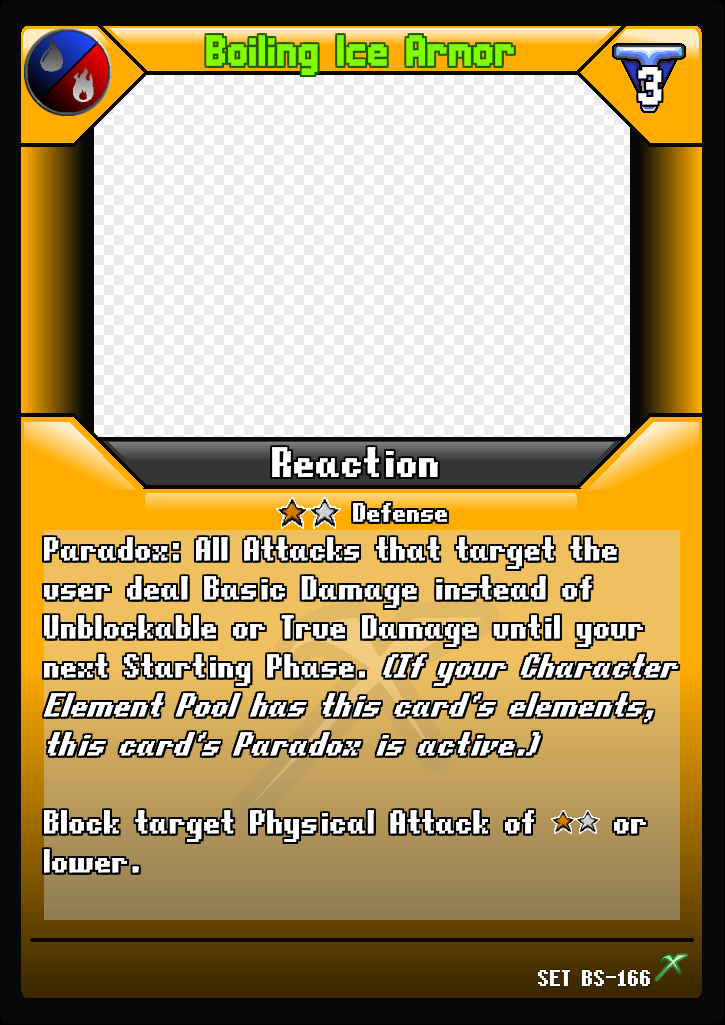 Boiling Ice Armor
3
Reaction
Defense
Paradox: All Attacks that target the
user deal Basic Damage instead of
Unblockable or True Damage until your
next Starting Phase. (If your Character
Element Pool has this card's elements,
this card's Paradox is active.)
Block target Physical Attack of or
lower.
SET BS-166